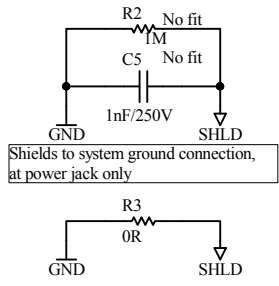 R2 No fit
1M
C5 No fit
1nF/250V
GND SHLD
Shields to system ground connection,
at power jack only
R3
0R
GND SHLD